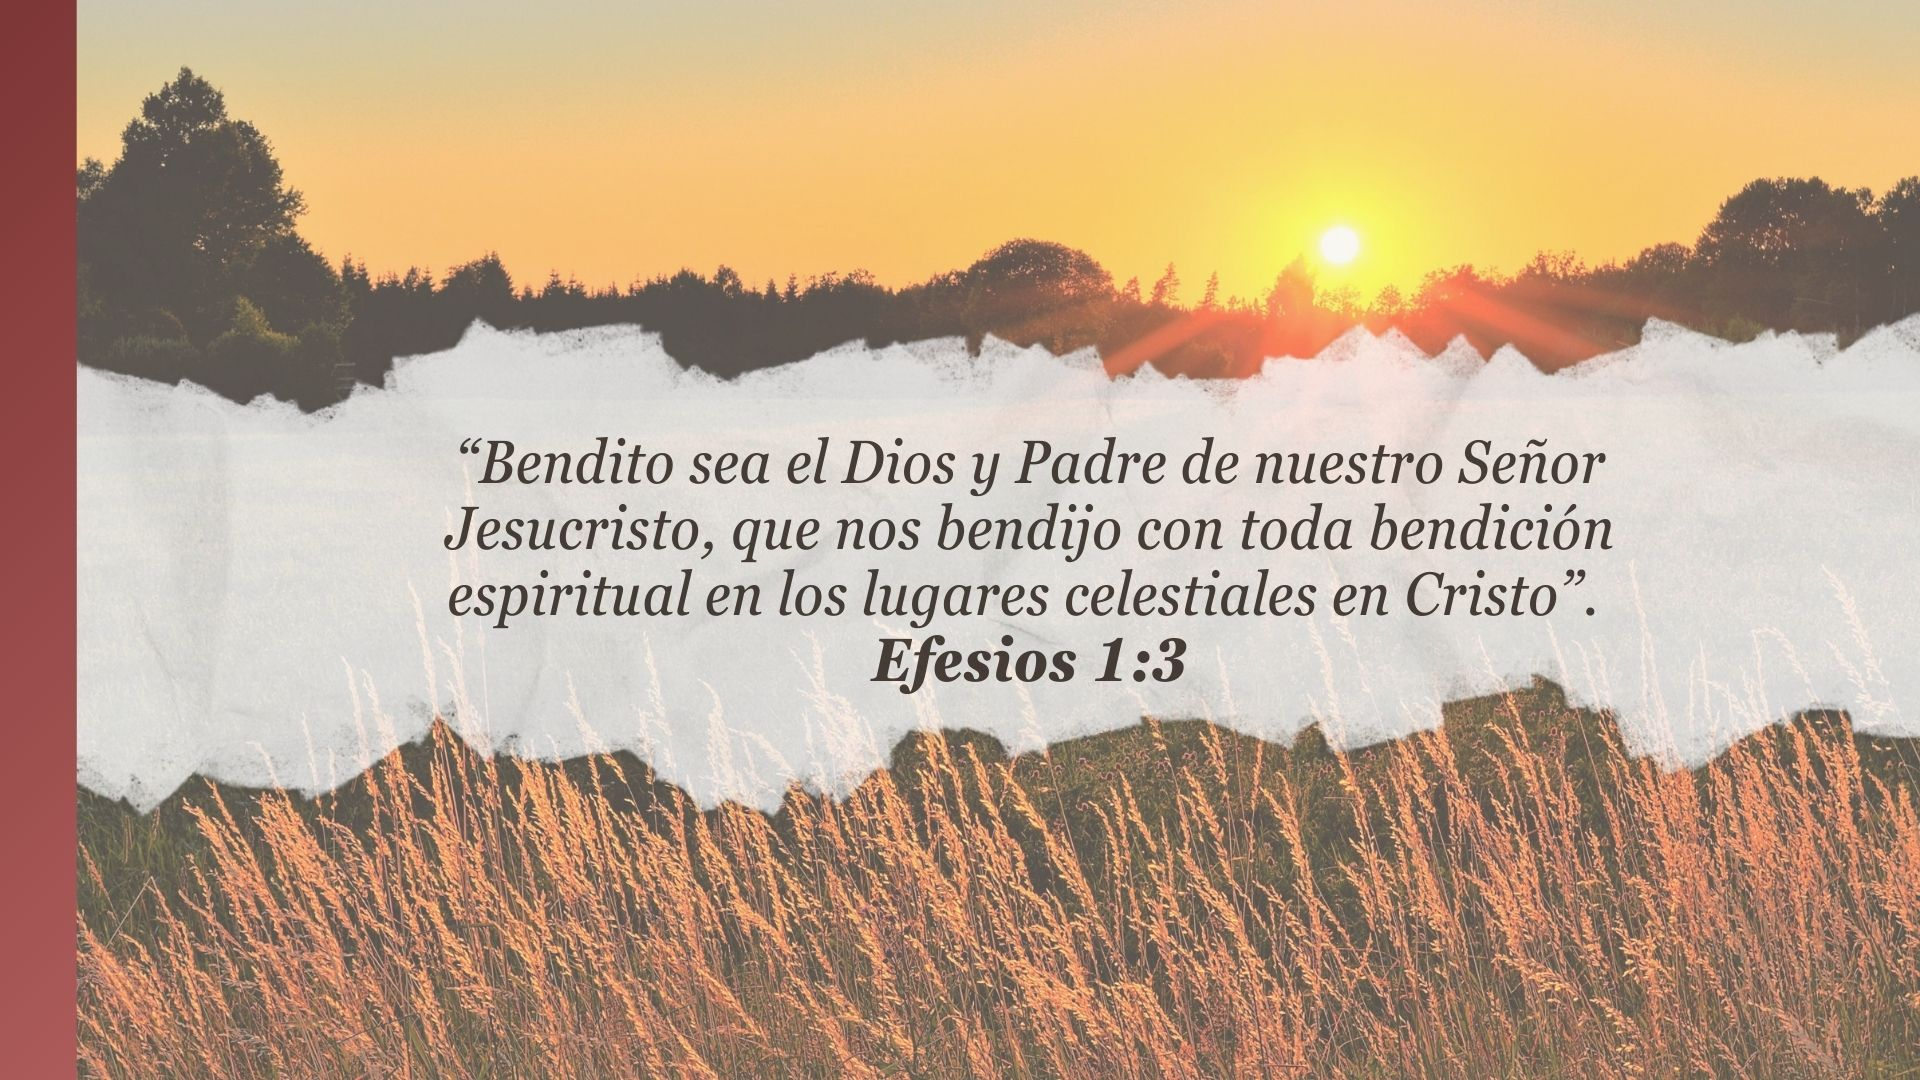 “Bendito sea el Dios y Padre de nuestro Señor
Jesucristo, que nos bendijo con toda bendición
espiritual en los lugares celestiales en Cristo”.
Efesios 1:3